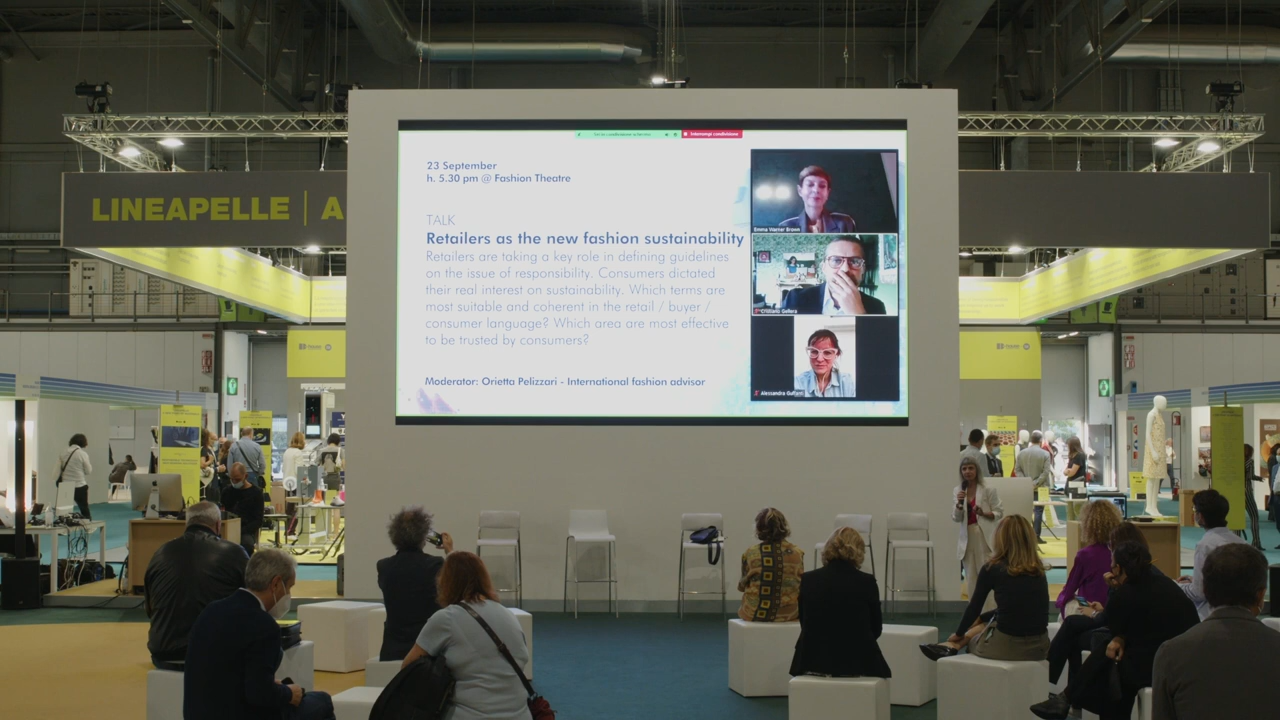 Interrompi condivisione
23 September
h. 5.30 pm @ Fashion Theatre
LINEAPELLE | A
TALK
Retailers as the new fashion sustainability
Retailers are taking a key role in defining guidelines
on the issue of responsibility. Consumers dictated
their real interest on sustainability. Which terms are
most suitable and coherent in the retail / buyer /
consumer language? Which area are most effective
to be trusted by consumers?
Moderator: Orietta Pelizzari - International fashion advisor
Emma Warner Brown
Cristiano
Alessandra